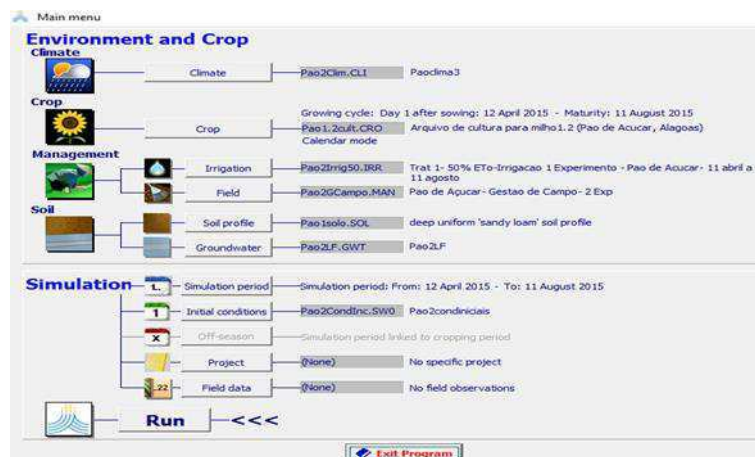 Main menu
Environment and Crop
Climate
Climate Pao2Clim.CLI Paoclima3
Crop
Growing cycle: Day 1 after sowing: 12 April 2015 - Maturity: 11 August 2015
Crop Pao1.2cult.CRO Arquivo de cultura para milho1.2 (Pao de Acucar, Alagoas)
Calendar mode
Management
Irrigation Pao2Irrig50.IRR Trat 1- 50% ETo-Irrigacao 1 Experimento - Pao de Acucar- 11 abril a
11 agosto
Field Pao2GCampo.MAN Pao de Açucar- Gestao de Campo- 2 Exp
Soil
Soil profile Pao1solo.SOL deep uniform 'sandy loam' soil profile
Groundwater Pao2LF.GWT Pao2LF
Simulation 1.. Simulation period Simulation period: From: 12 April 2015 - To: 11 August 2015
1 Initial conditions Pao2CondInc.SW0 Pao2condiniciais
X Off-season Simulation period linked to cropping period
Project (None) No specific project
..22 Field data (None) No field observations
Run <<<
Exit Program